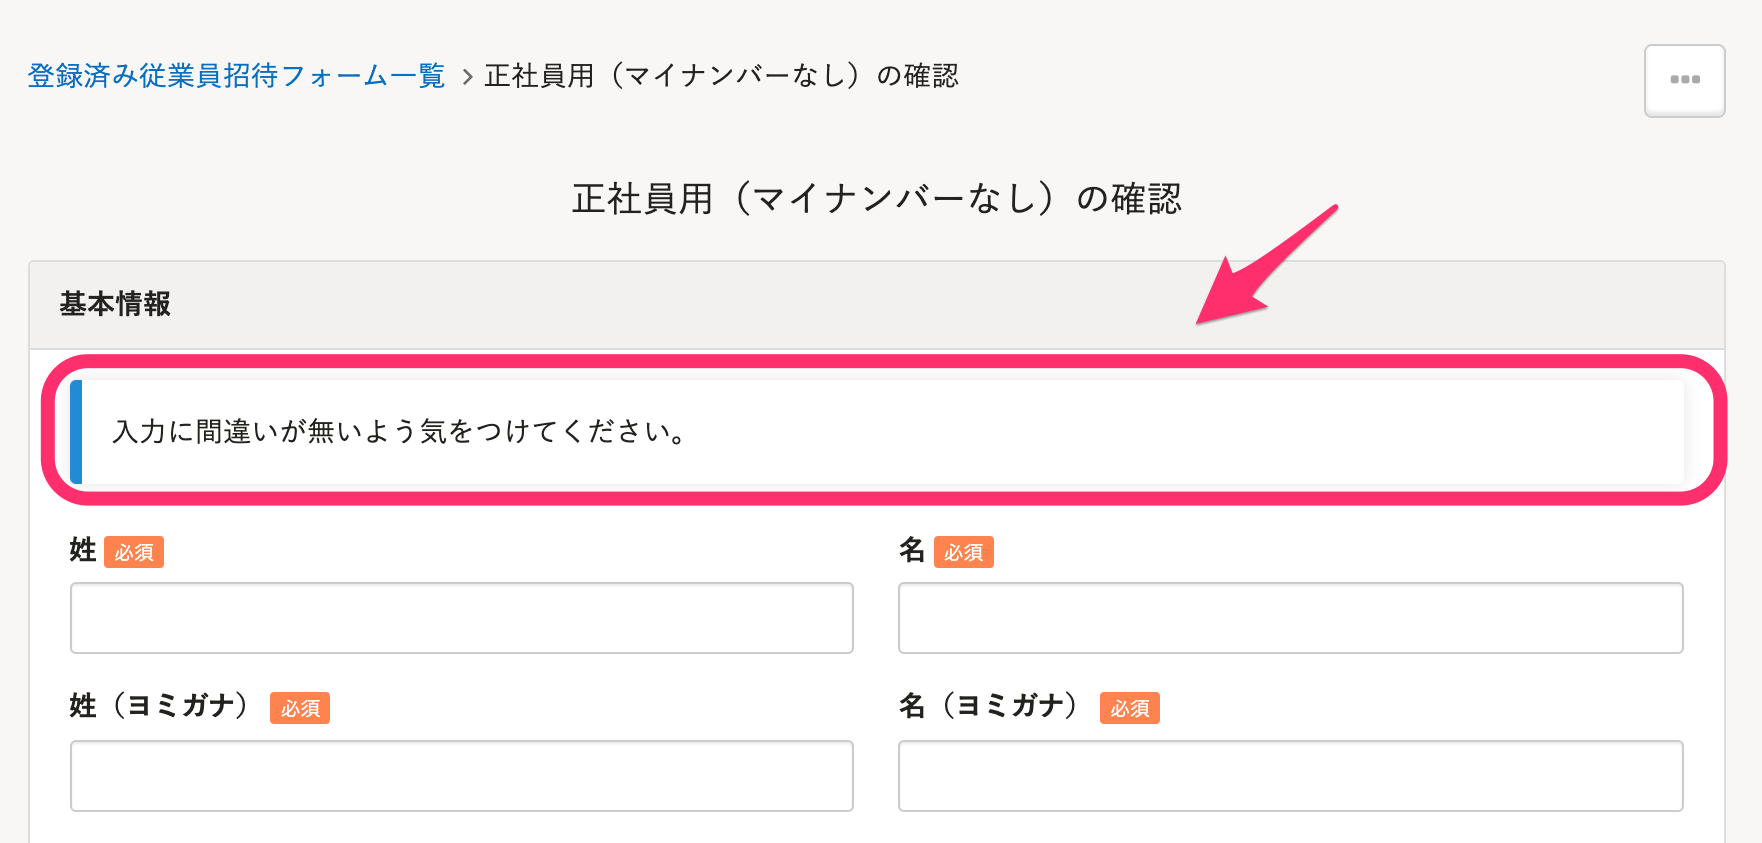 登録済み従業員招待フォーム一覧 > 正社員用（マイナンバーなし）の確認
正社員用（マイナンバーなし）の確認
基本情報
入力に間違いが無いよう気をつけてください。
姓 必須 名 必須
姓（ヨミガナ） 必須 名（ヨミガナ） 必須